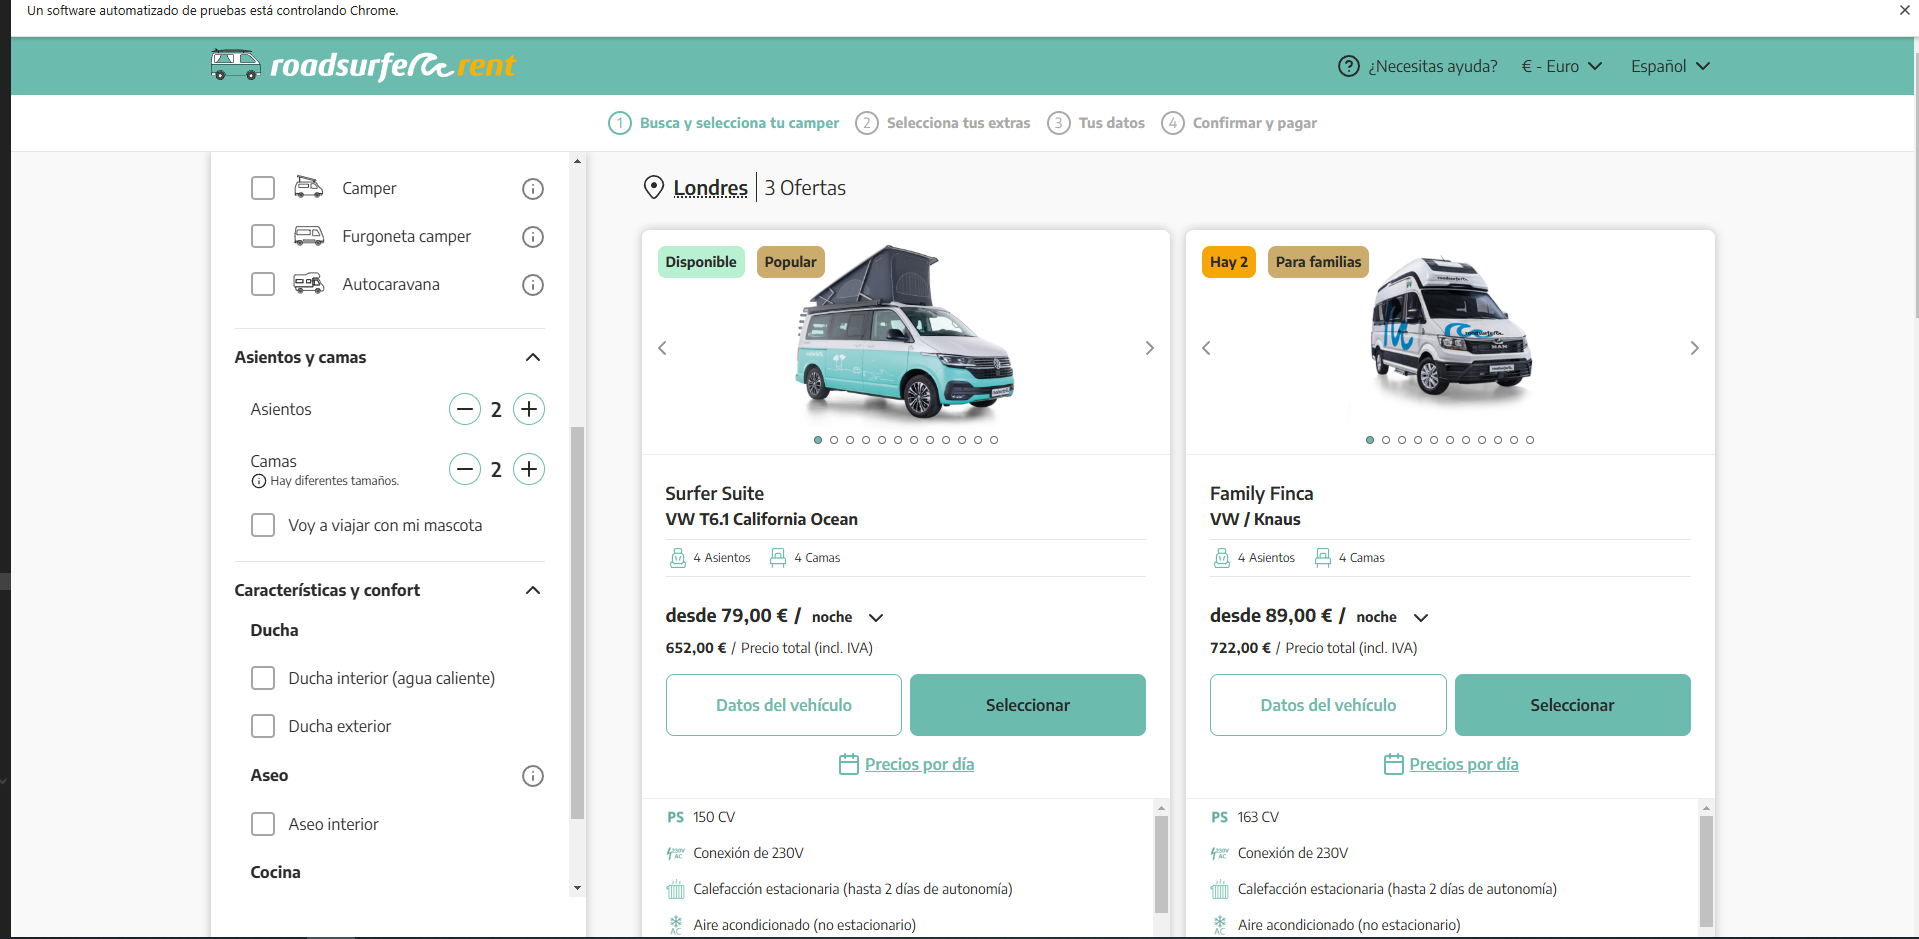 Un software automatizado de pruebas está controlando Chrome.
roadsurfer rent
¿Necesitas ayuda?
€ - Euro
Español
1 Busca y selecciona tu camper
2 Selecciona tus extras
3 Tus datos
4 Confirmar y pagar
Camper
Furgoneta camper
Autocaravana
Asientos y camas
Asientos
2
Camas
Hay diferentes tamaños.
2
Voy a viajar con mi mascota
Características y confort
Ducha
Ducha interior (agua caliente)
Ducha exterior
Aseo
Aseo interior
Cocina
Londres | 3 Ofertas
Disponible
Popular
Surfer Suite
VW T6.1 California Ocean
4 Asientos
4 Camas
desde 79,00 € / noche
652,00 € / Precio total (incl. IVA)
Datos del vehículo
Seleccionar
Precios por día
PS 150 CV
230V AC Conexión de 230V
Calefacción estacionaria (hasta 2 días de autonomía)
AC Aire acondicionado (no estacionario)
Hay 2
Para familias
roadsurfer
MAN
Family Finca
VW / Knaus
4 Asientos
4 Camas
desde 89,00 € / noche
722,00 € / Precio total (incl. IVA)
Datos del vehículo
Seleccionar
Precios por día
PS 163 CV
230V AC Conexión de 230V
Calefacción estacionaria (hasta 2 días de autonomía)
AC Aire acondicionado (no estacionario)